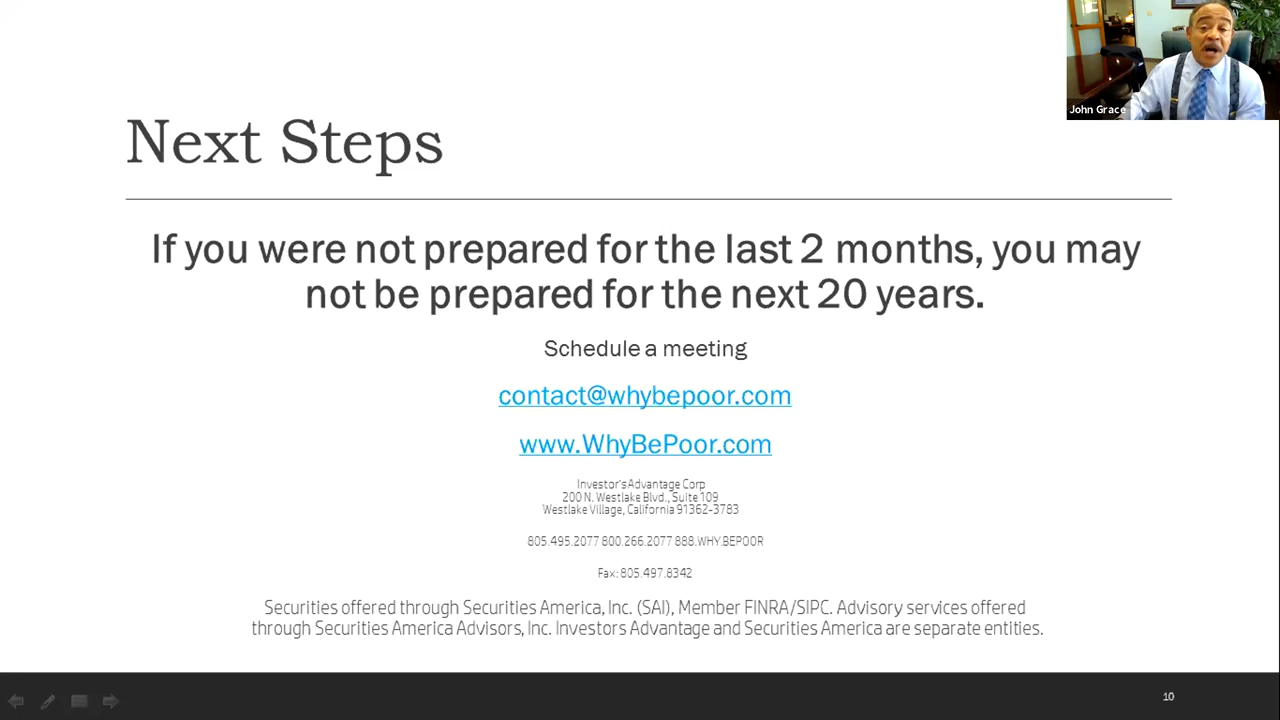 John Grace
Next Steps
If you were not prepared for the last 2 months, you may
not be prepared for the next 20 years.
Schedule a meeting
contact@whybepoor.com
www.WhyBePoor.com
Investor's Advantage Corp
200 N. Westlake Blvd., Suite 109
Westlake Village, California 91362-3783
805.495.2077 800.266.2077 888.WHY.BEPOOR
Fax: 805.497.8342
Securities offered through Securities America, Inc. (SAI), Member FINRA/SIPC. Advisory services offered
through Securities America Advisors, Inc. Investors Advantage and Securities America are separate entities.
10